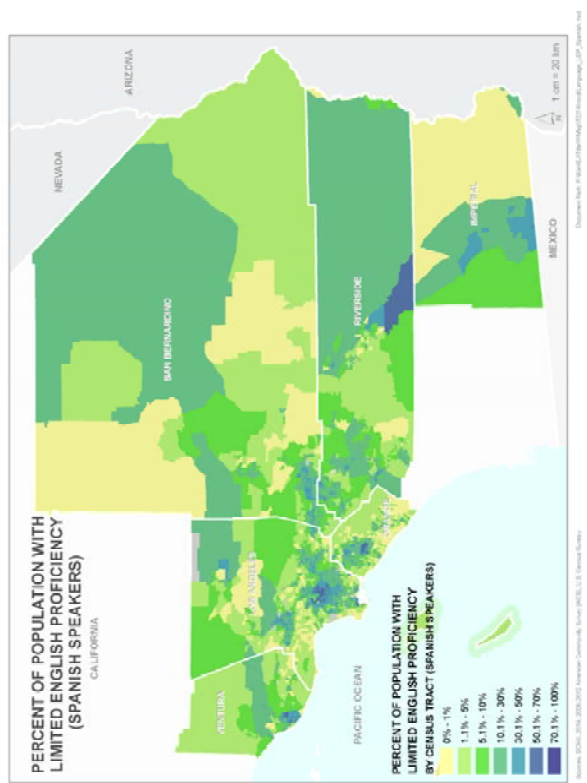 PERCENT OF POPULATION WITH
LIMITED ENGLISH PROFICIENCY
(SPANISH SPEAKERS)
CALIFORNIA
NEVADA
ARIZONA
SAN BERNARDINO
LOS ANGELES
VENTURA
RIVERSIDE
ORANGE
IMPERIAL
MEXICO
PACIFIC OCEAN
PERCENT OF POPULATION WITH
LIMITED ENGLISH PROFICIENCY
BY CENSUS TRACT (SPANISH SPEAKERS)
0% - 1%
1.1% - 5%
5.1% - 10%
10.1% - 30%
30.1% - 50%
50.1% - 70%
70.1% - 100%
1 cm = 20 km